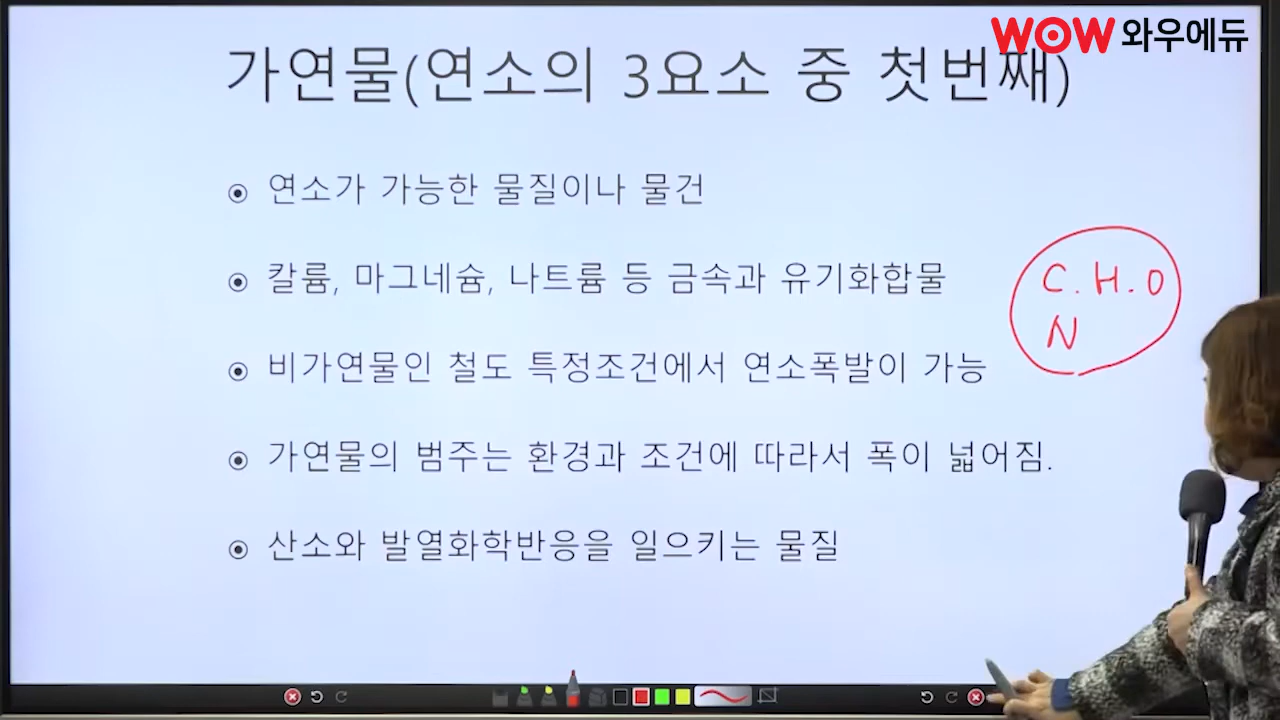 WOW 와우에듀
가연물(연소의 3요소 중 첫번째)
연소가 가능한 물질이나 물건
칼륨, 마그네슘, 나트륨 등 금속과 유기화합물
C. H. O
N
비가연물인 철도 특정조건에서 연소폭발이 가능
가연물의 범주는 환경과 조건에 따라서 폭이 넓어짐.
산소와 발열화학반응을 일으키는 물질